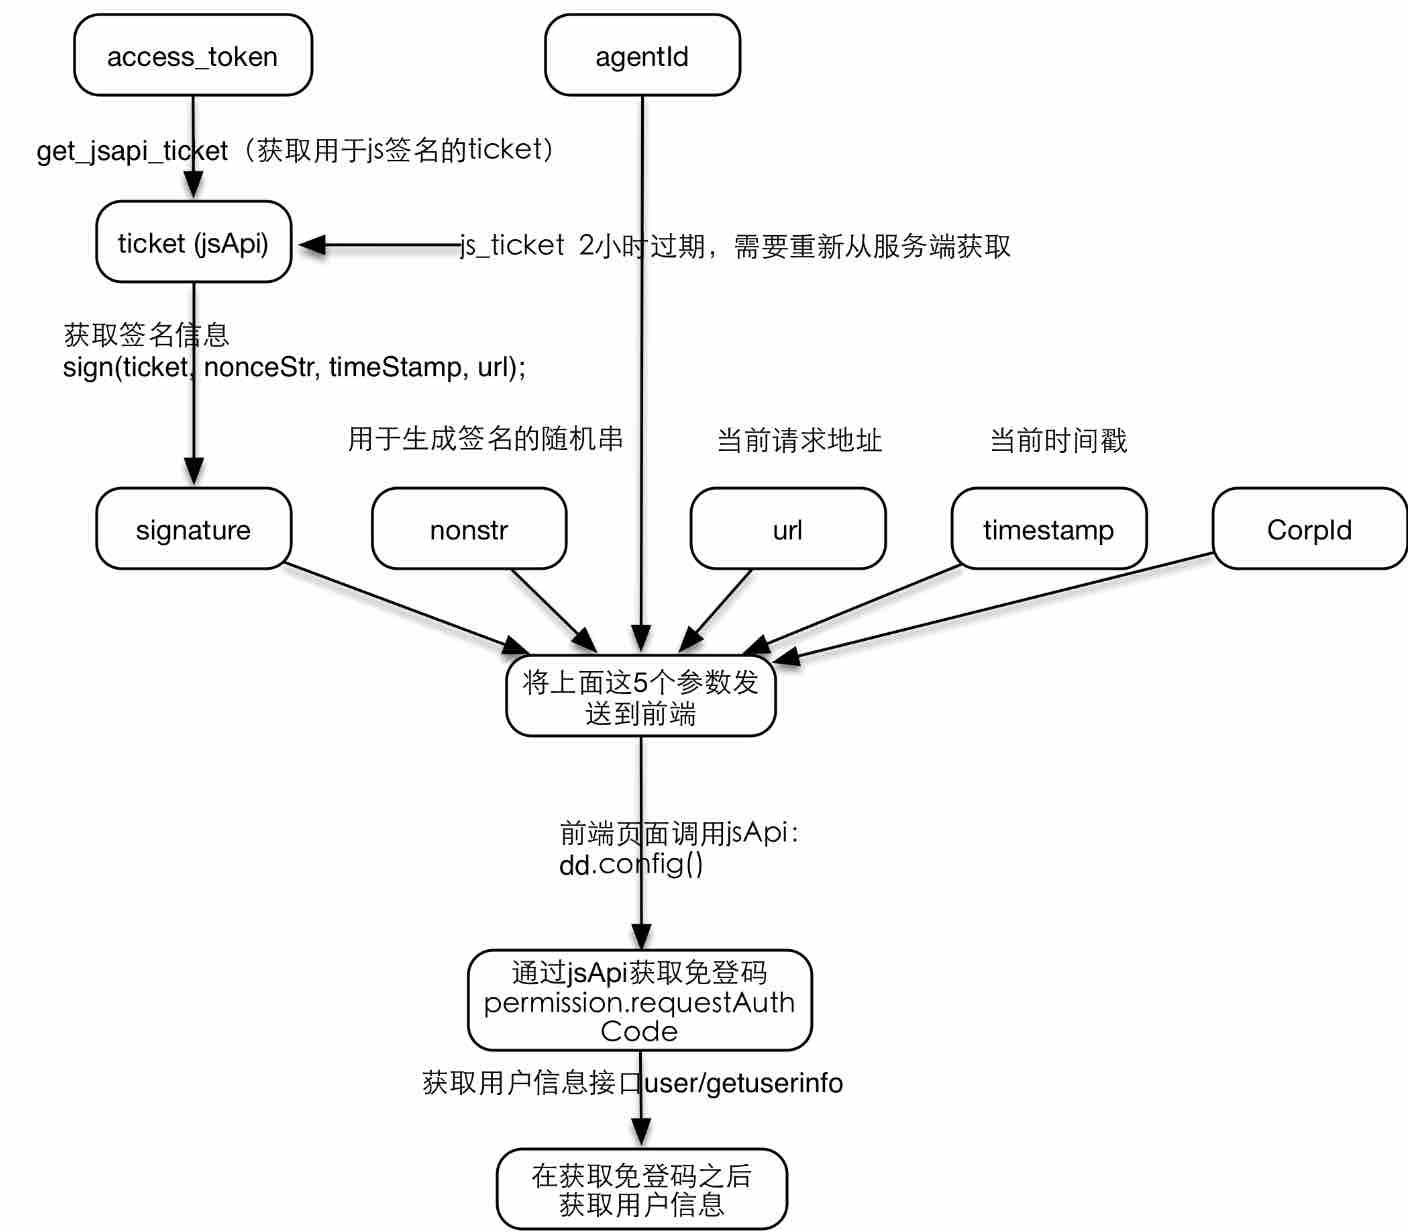 access_token
agentId
get_jsapi_ticket（获取用于js签名的ticket）
ticket (jsApi)
js_ticket 2小时过期，需要重新从服务端获取
获取签名信息
sign(ticket, nonceStr, timeStamp, url);
用于生成签名的随机串
当前请求地址
当前时间戳
signature
nonstr
url
timestamp
CorpId
将上面这5个参数发
送到前端
前端页面调用jsApi：
dd.config()
通过jsApi获取免登码
permission.requestAuth
Code
获取用户信息接口user/getuserinfo
在获取免登码之后
获取用户信息